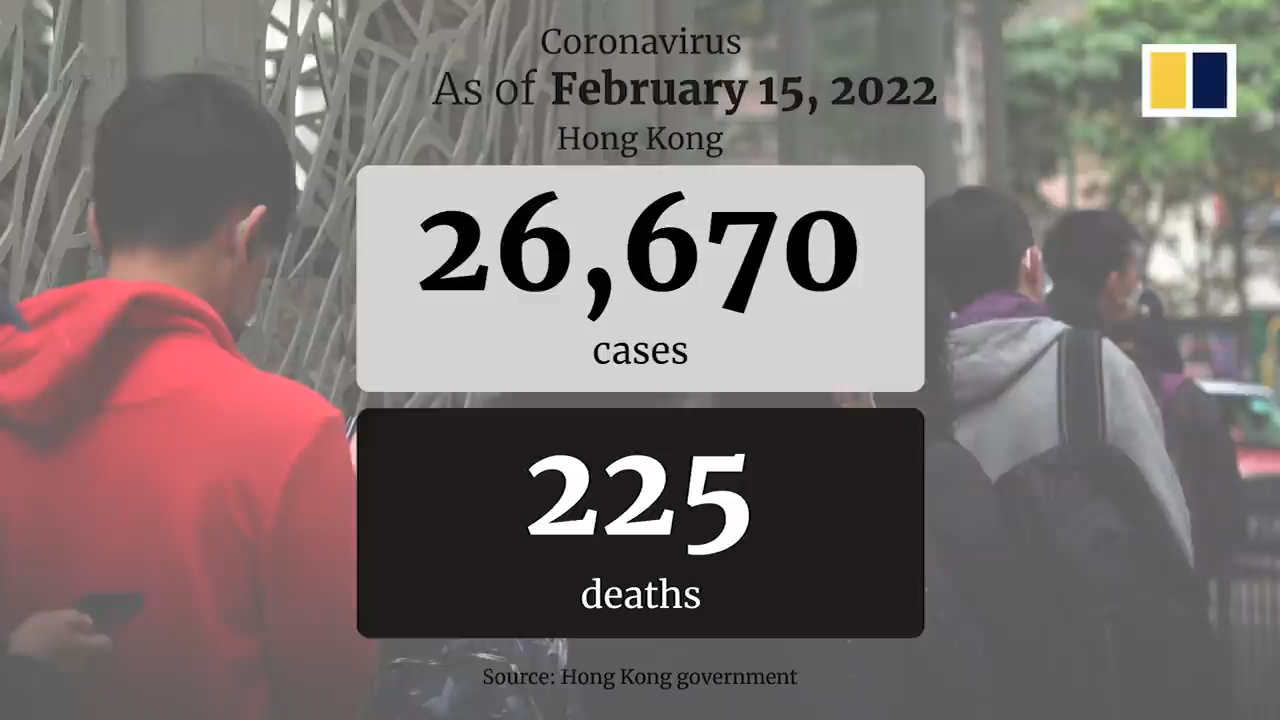 Coronavirus
As of February 15, 2022
Hong Kong
26,670
cases
225
deaths
Source: Hong Kong government